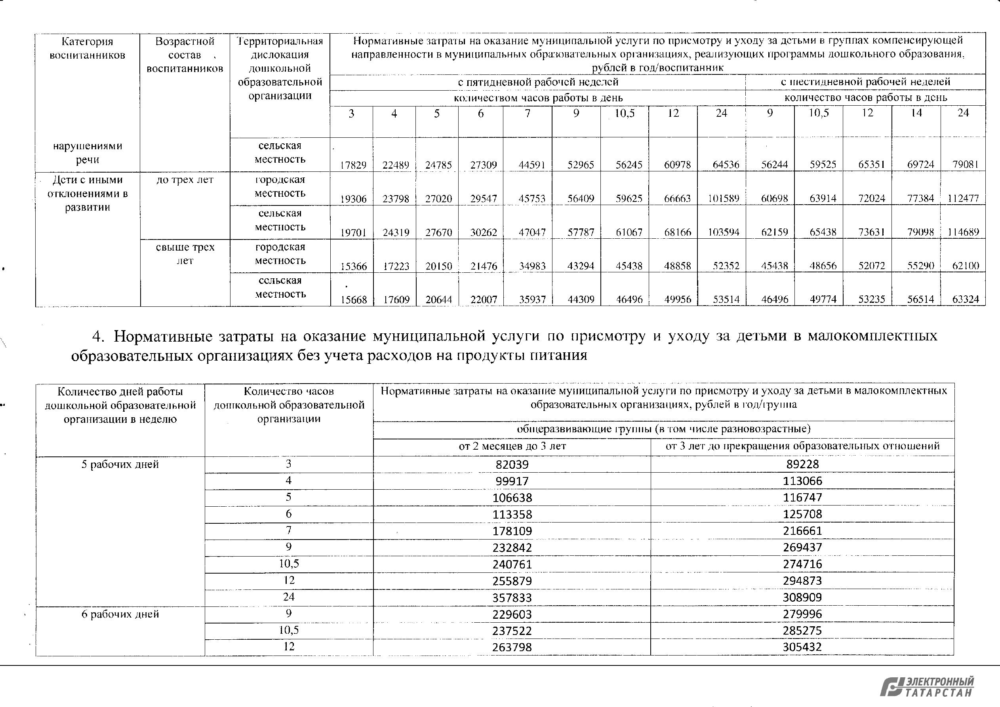 Категория воспитанников
Возрастной состав воспитанников
Территориальная дислокация дошкольной образовательной организации
Нормативные затраты на оказание муниципальной услуги по присмотру и уходу за детьми в группах компенсирующей
направленности в муниципальных образовательных организациях, реализующих программы дошкольного образования,
рублей в год/воспитанник
с пятидневной рабочей неделей с шестидневной рабочей неделей
количеством часов работы в день количество часов работы в день
3 4 5 6 7 9 10,5 12 24 9 10,5 12 14 24
нарушениями речи
сельская местность 17829 22489 24785 27309 44591 52965 56245 60978 64536 56244 59525 65351 69724 79081
Дети с иными отклонениями в развитии
до трех лет
городская местность 19306 23798 27020 29547 45753 56409 59625 66663 101589 60698 63914 72024 77384 112477
сельская местность 19701 24319 27670 30262 47047 57787 61067 68166 103594 62159 65438 73631 79098 114689
свыше трех лет
городская местность 15366 17223 20150 21476 34983 43294 45438 48858 52352 45438 48656 52072 55290 62100
сельская местность 15668 17609 20644 22007 35937 44309 46496 49956 53514 46496 49774 53235 56514 63324
4. Нормативные затраты на оказание муниципальной услуги по присмотру и уходу за детьми в малокомплектных
образовательных организациях без учета расходов на продукты питания
Количество дней работы дошкольной образовательной организации в неделю
Количество часов дошкольной образовательной организации
Нормативные затраты на оказание муниципальной услуги по присмотру и уходу за детьми в малокомплектных
образовательных организациях, рублей в год/группа
общеразвивающие группы (в том числе разновозрастные)
от 2 месяцев до 3 лет от 3 лет до прекращения образовательных отношений
5 рабочих дней 3 82039 89228
4 99917 113066
5 106638 116747
6 113358 125708
7 178109 216661
9 232842 269437
10,5 240761 274716
12 255879 294873
24 357833 308909
6 рабочих дней 9 229603 279996
10,5 237522 285275
12 263798 305432
ЭЛЕКТРОННЫЙ
ТАТАРСТАН